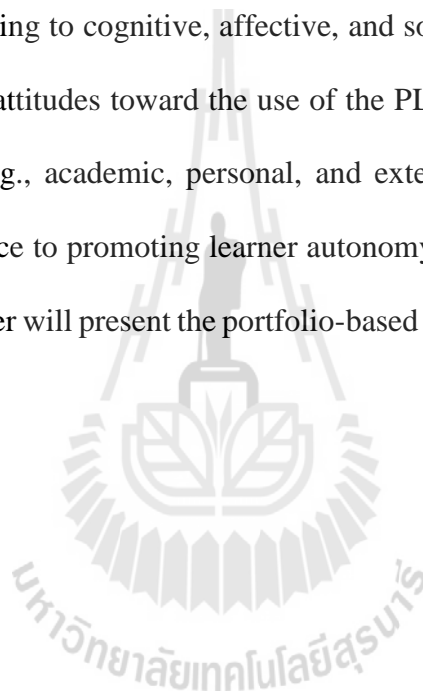 ing to cognitive, affective, and so
attitudes toward the use of the PL
g., academic, personal, and exte
ce to promoting learner autonomy
er will present the portfolio-based
มหาวิทยาลัยเทคโนโลยีสุรนารี